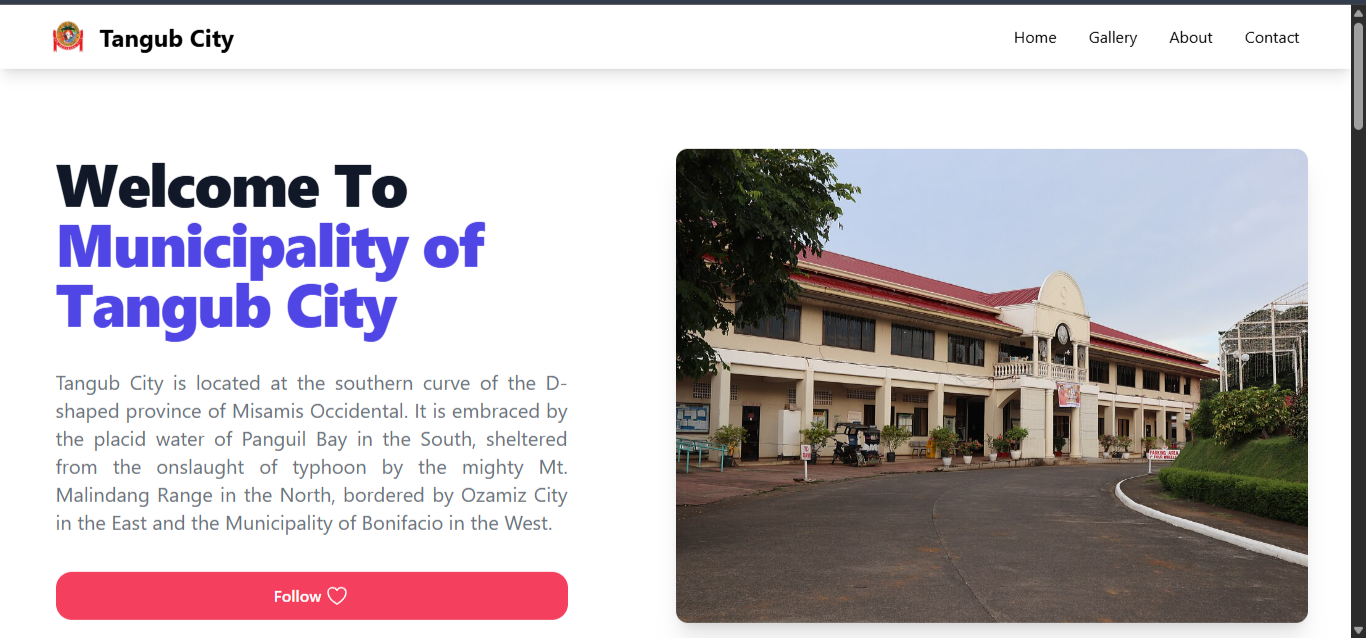 Tangub City
Home
Gallery
About
Contact
Welcome To
Municipality of
Tangub City
Tangub City is located at the southern curve of the D-
shaped province of Misamis Occidental. It is embraced by
the placid water of Panguil Bay in the South, sheltered
from the onslaught of typhoon by the mighty Mt.
Malindang Range in the North, bordered by Ozamiz City
in the East and the Municipality of Bonifacio in the West.
Follow
PARKING AREA